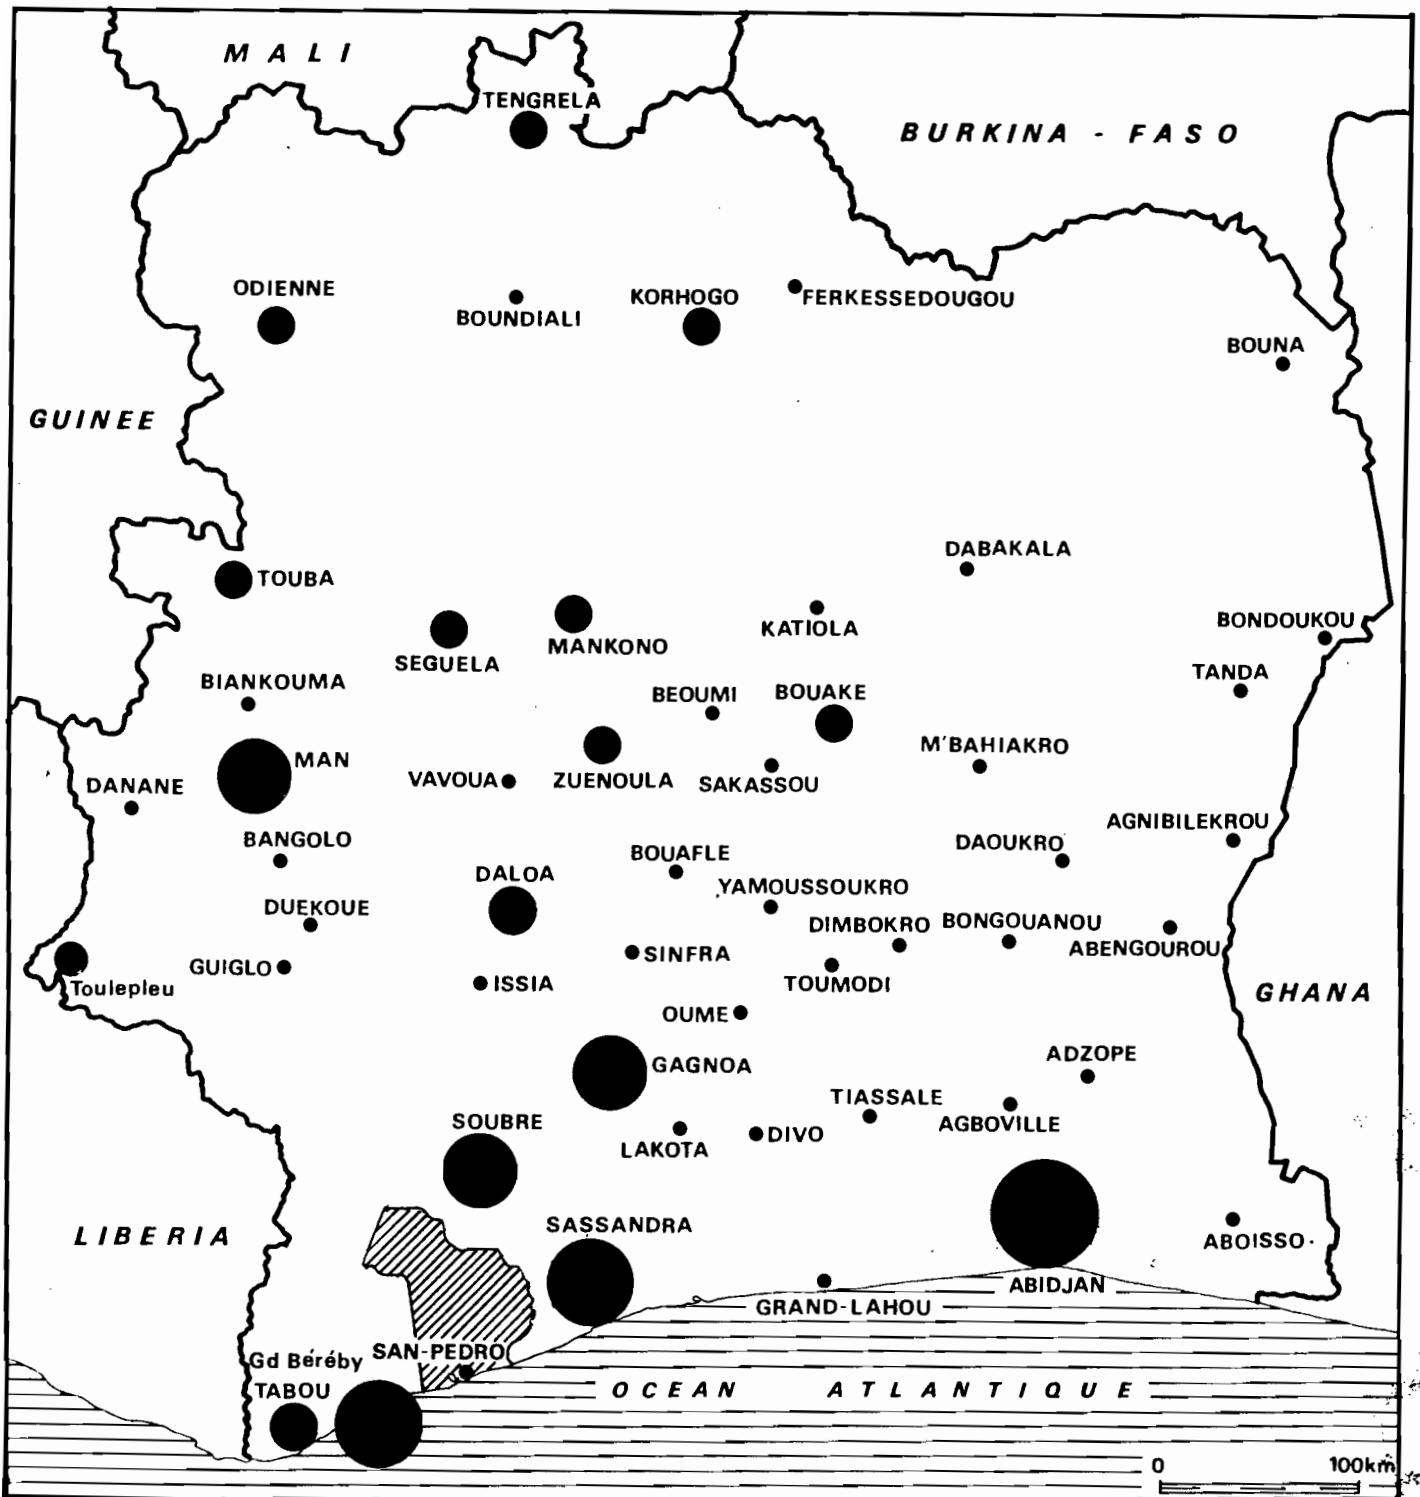 MALI
TENGRELA
BURKINA - FASO
ODIENNE
BOUNDIALI
KORHOGO
FERKESSEDOUGOU
BOUNA
GUINEE
DABAKALA
TOUBA
KATIOLA
BONDOUKOU
MANKONO
SEGUELA
TANDA
BIANKOUMA
BEOUMI
BOUAKE
M'BAHIAKRO
MAN
DANANE
VAVOUA
ZUENOULA
SAKASSOU
AGNIBILEKROU
BANGOLO
DAOUKRO
BOUAFLE
DALOA
YAMOUSSOUKRO
DUEKOUE
DIMBOKRO
BONGOUANOU
ABENGOUROU
SINFRA
GUIGLO
Toulepleu
ISSIA
TOUMODI
GHANA
OUME
ADZOPE
GAGNOA
TIASSALE
SOUBRE
AGBOVILLE
DIVO
LAKOTA
LIBERIA
SASSANDRA
ABOISSO
ABIDJAN
GRAND-LAHOU
SAN-PEDRO
Gd Béréby
TABOU
OCEAN ATLANTIQUE
0 100km